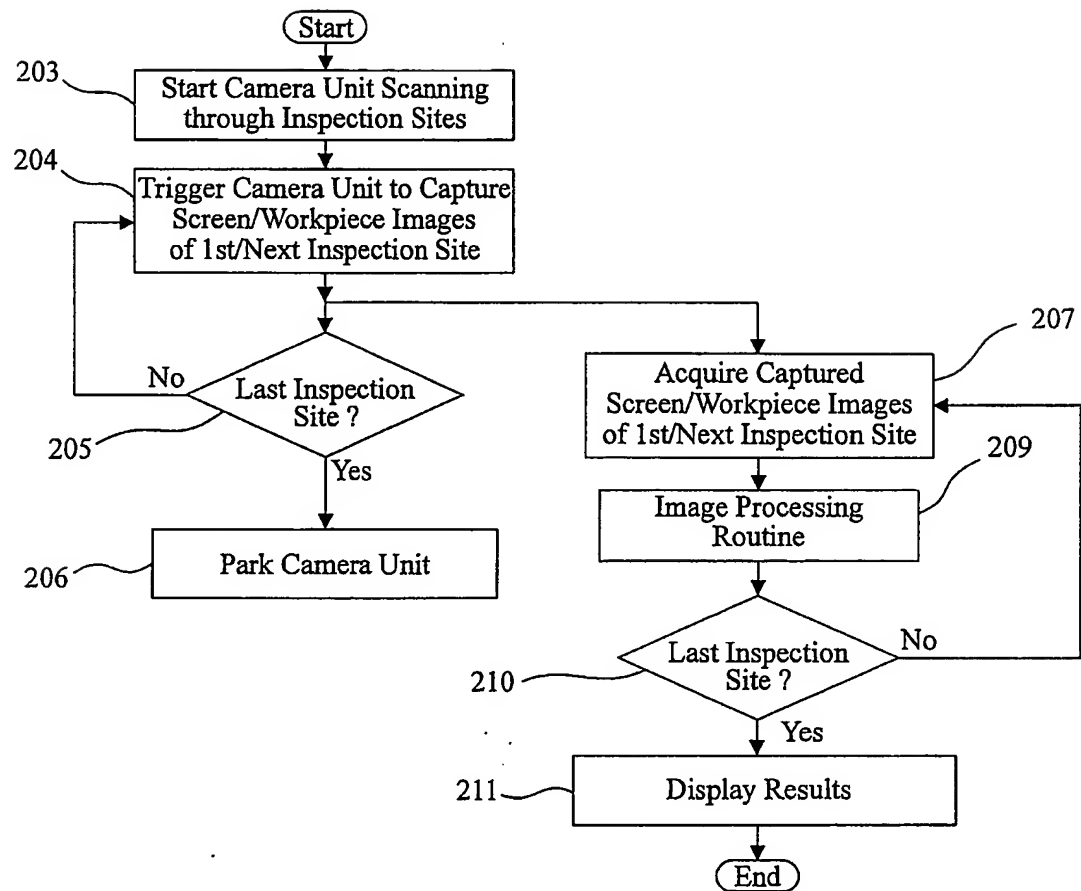 Start
203
Start Camera Unit Scanning
through Inspection Sites
204
Trigger Camera Unit to Capture
Screen/Workpiece Images
of 1st/Next Inspection Site
No
Last Inspection
Site ?
205
Yes
206
Park Camera Unit
207
Acquire Captured
Screen/Workpiece Images
of 1st/Next Inspection Site
209
Image Processing
Routine
No
Last Inspection
Site ?
210
Yes
211
Display Results
End